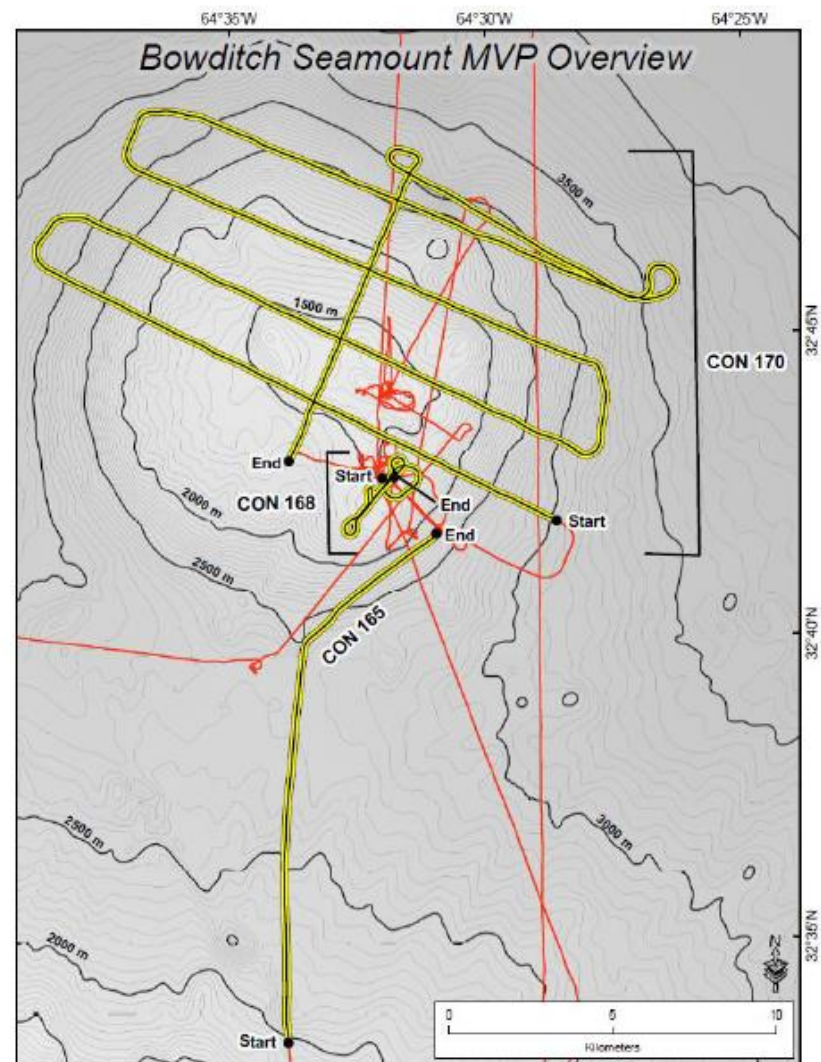 64°35'W
64°30'W
64°25'W
Bowditch Seamount MVP Overview
3500 m
1500 m
32°45'N
CON 170
End
Start
CON 168
End
2000 m
Start
End
2500 m
CON 165
32°40'N
2500 m
3000 m
2000 m
32°35'N
N
0
5
10
Kilometers
Start